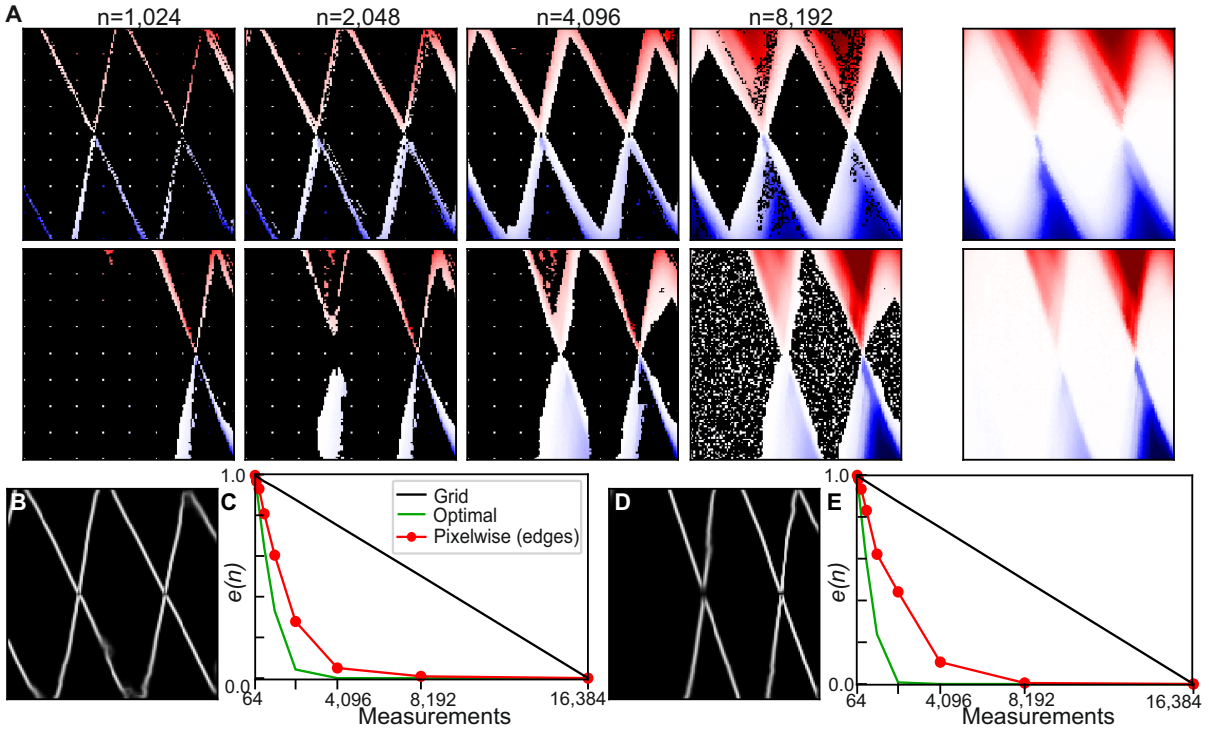 A
n=1,024 n=2,048 n=4,096 n=8,192
B
C
1.0
e(n)
0.0
64 4,096 8,192 16,384
Measurements
Grid
Optimal
Pixelwise (edges)
D
E
1.0
e(n)
0.0
64 4,096 8,192 16,384
Measurements